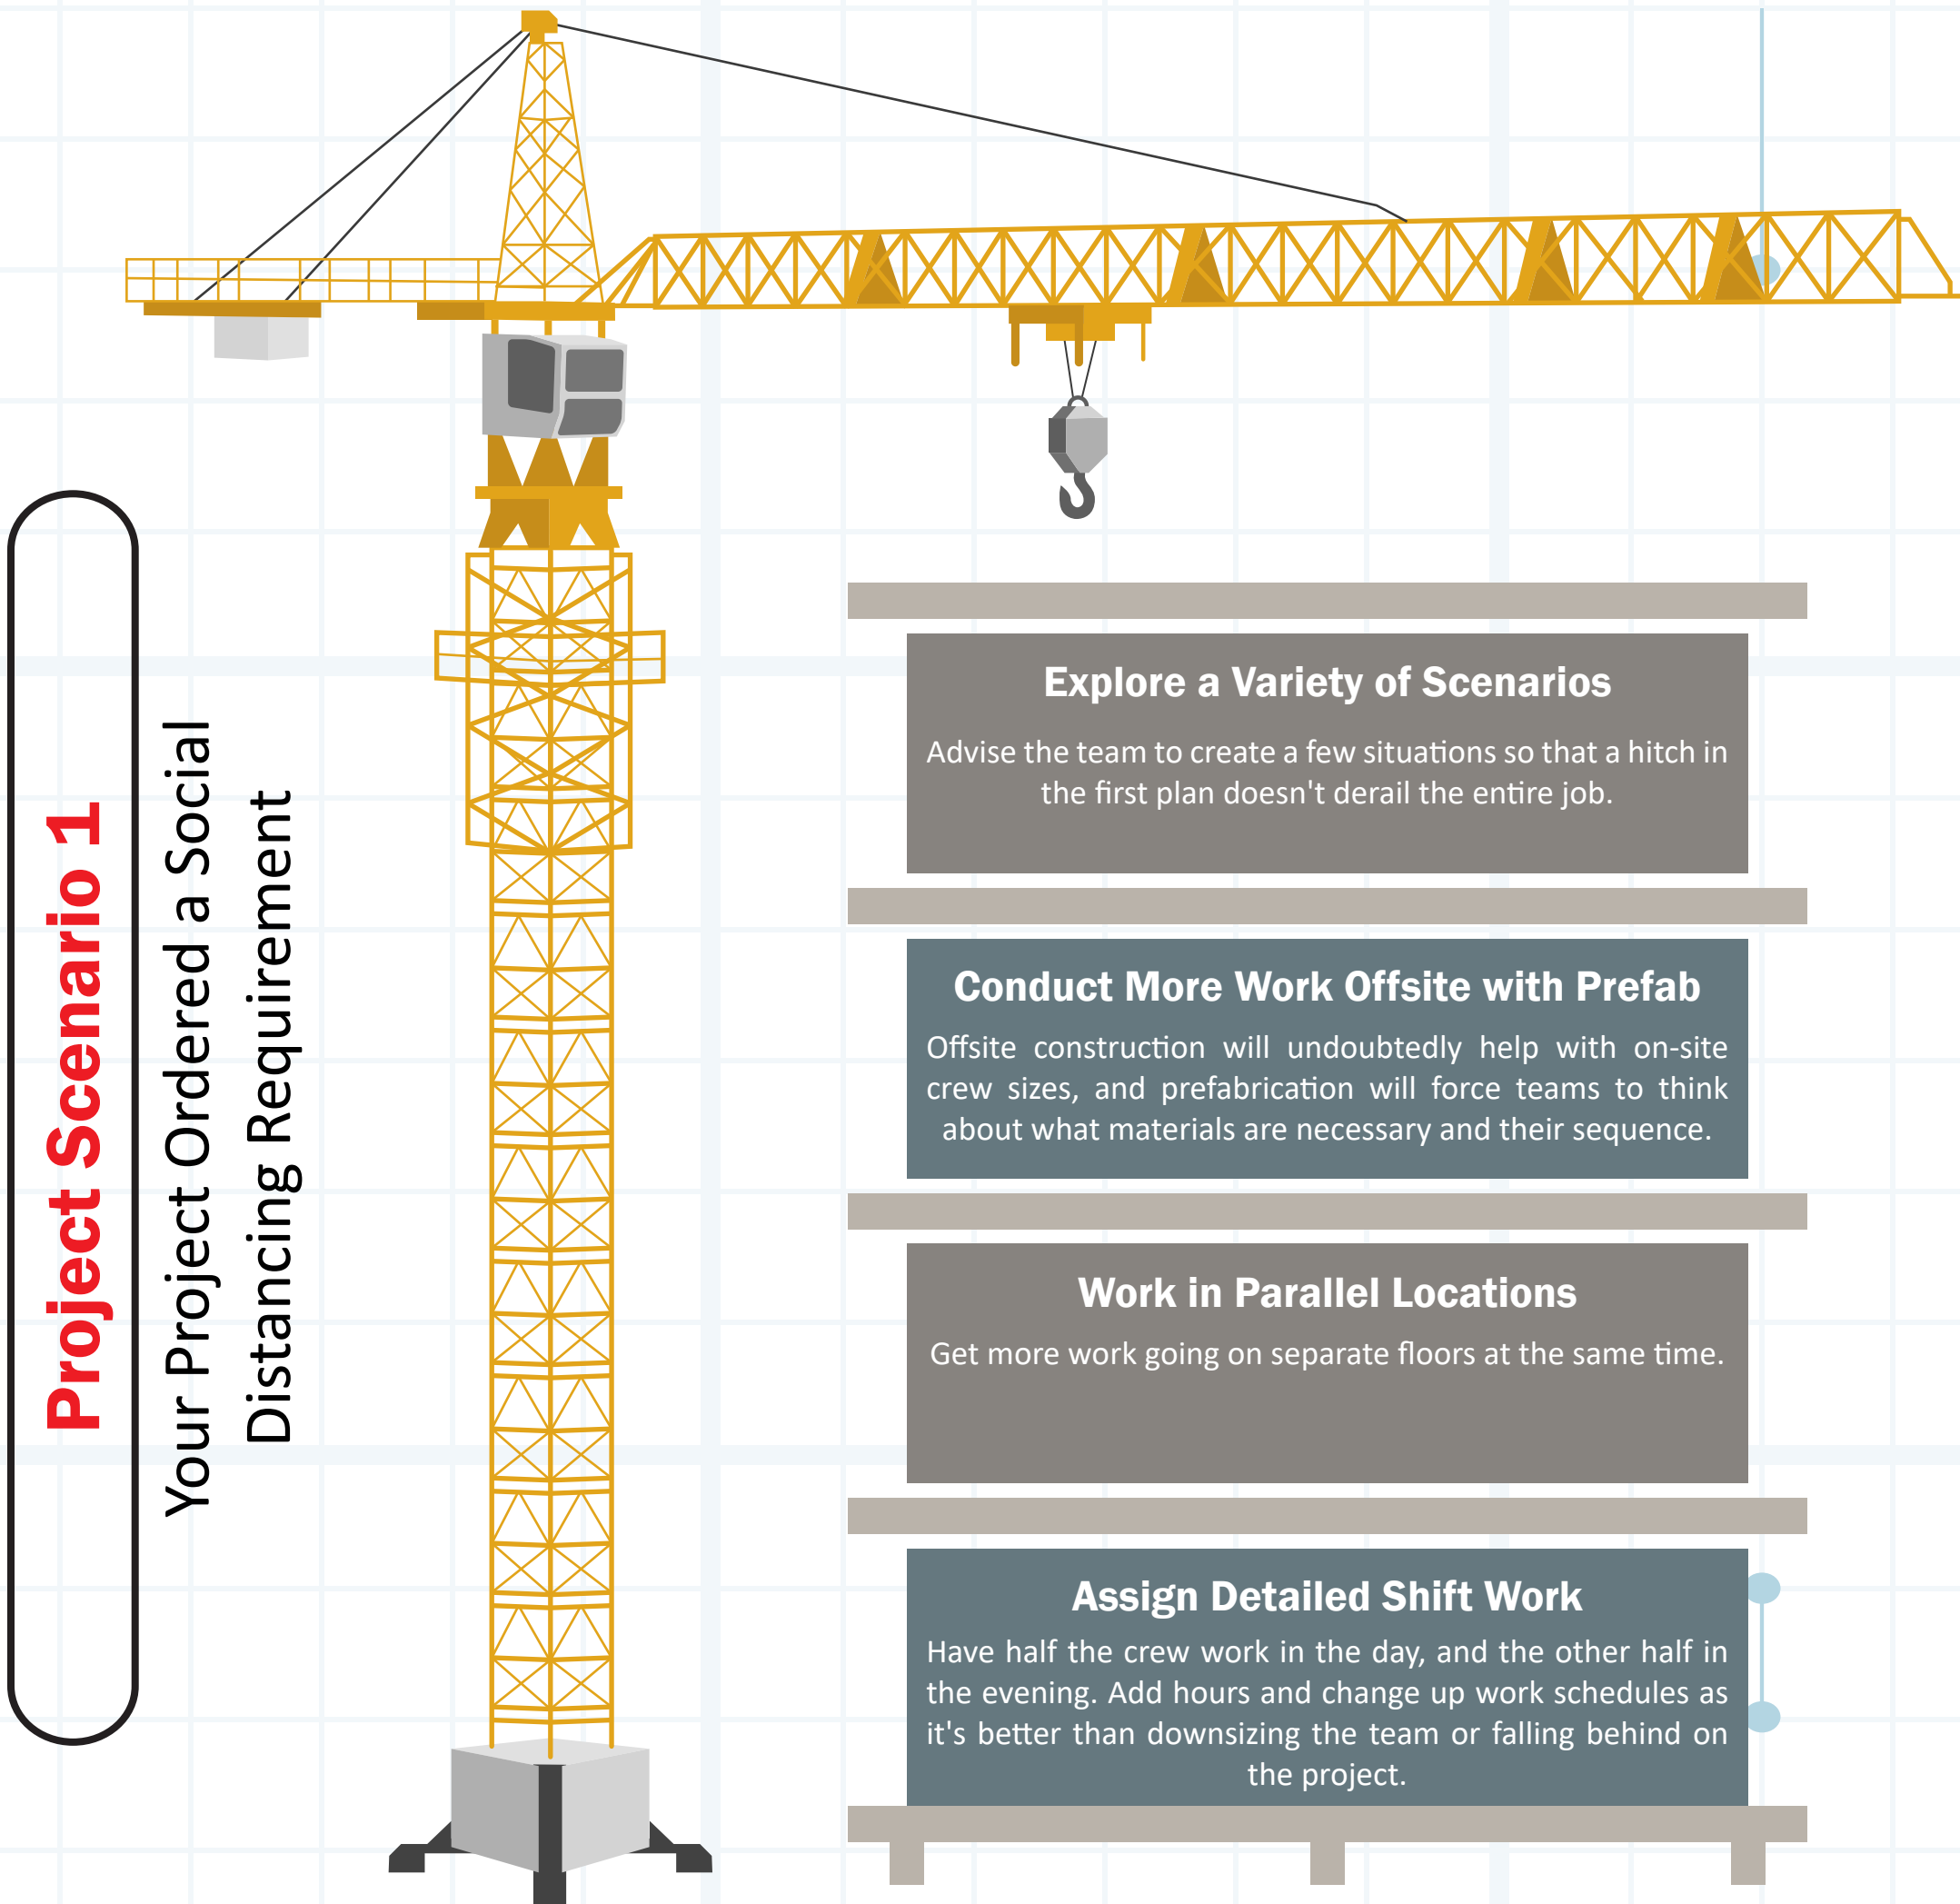 Project Scenario 1
Your Project Ordered a Social
Distancing Requirement
Explore a Variety of Scenarios
Advise the team to create a few situations so that a hitch in
the first plan doesn't derail the entire job.
Conduct More Work Offsite with Prefab
Offsite construction will undoubtedly help with on-site
crew sizes, and prefabrication will force teams to think
about what materials are necessary and their sequence.
Work in Parallel Locations
Get more work going on separate floors at the same time.
Assign Detailed Shift Work
Have half the crew work in the day, and the other half in
the evening. Add hours and change up work schedules as
it's better than downsizing the team or falling behind on
the project.